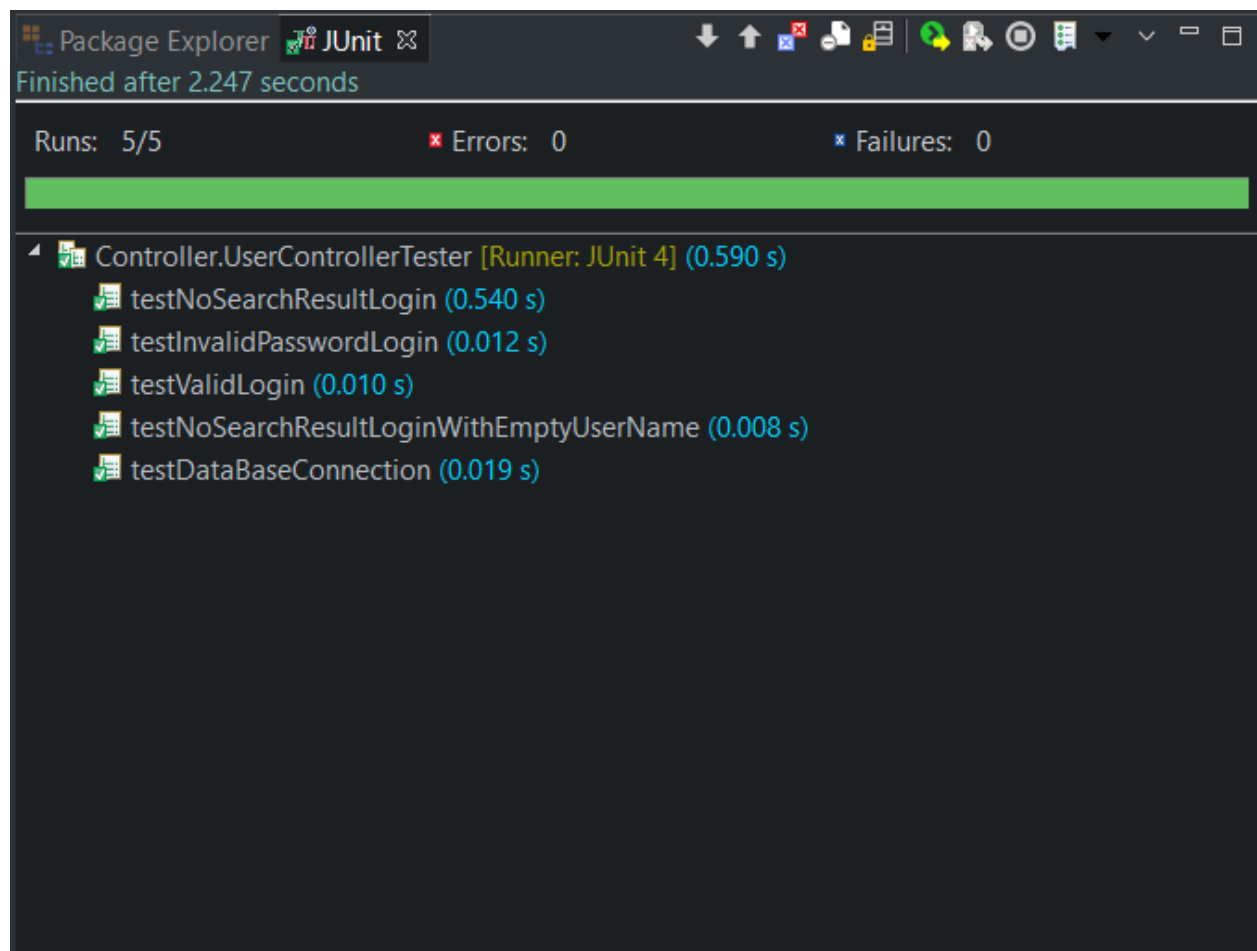 Package Explorer JUnit
Finished after 2.247 seconds
Runs: 5/5 Errors: 0 Failures: 0
Controller.UserControllerTester [Runner: JUnit 4] (0.590 s)
testNoSearchResultLogin (0.540 s)
testInvalidPasswordLogin (0.012 s)
testValidLogin (0.010 s)
testNoSearchResultLoginWithEmptyUserName (0.008 s)
testDataBaseConnection (0.019 s)